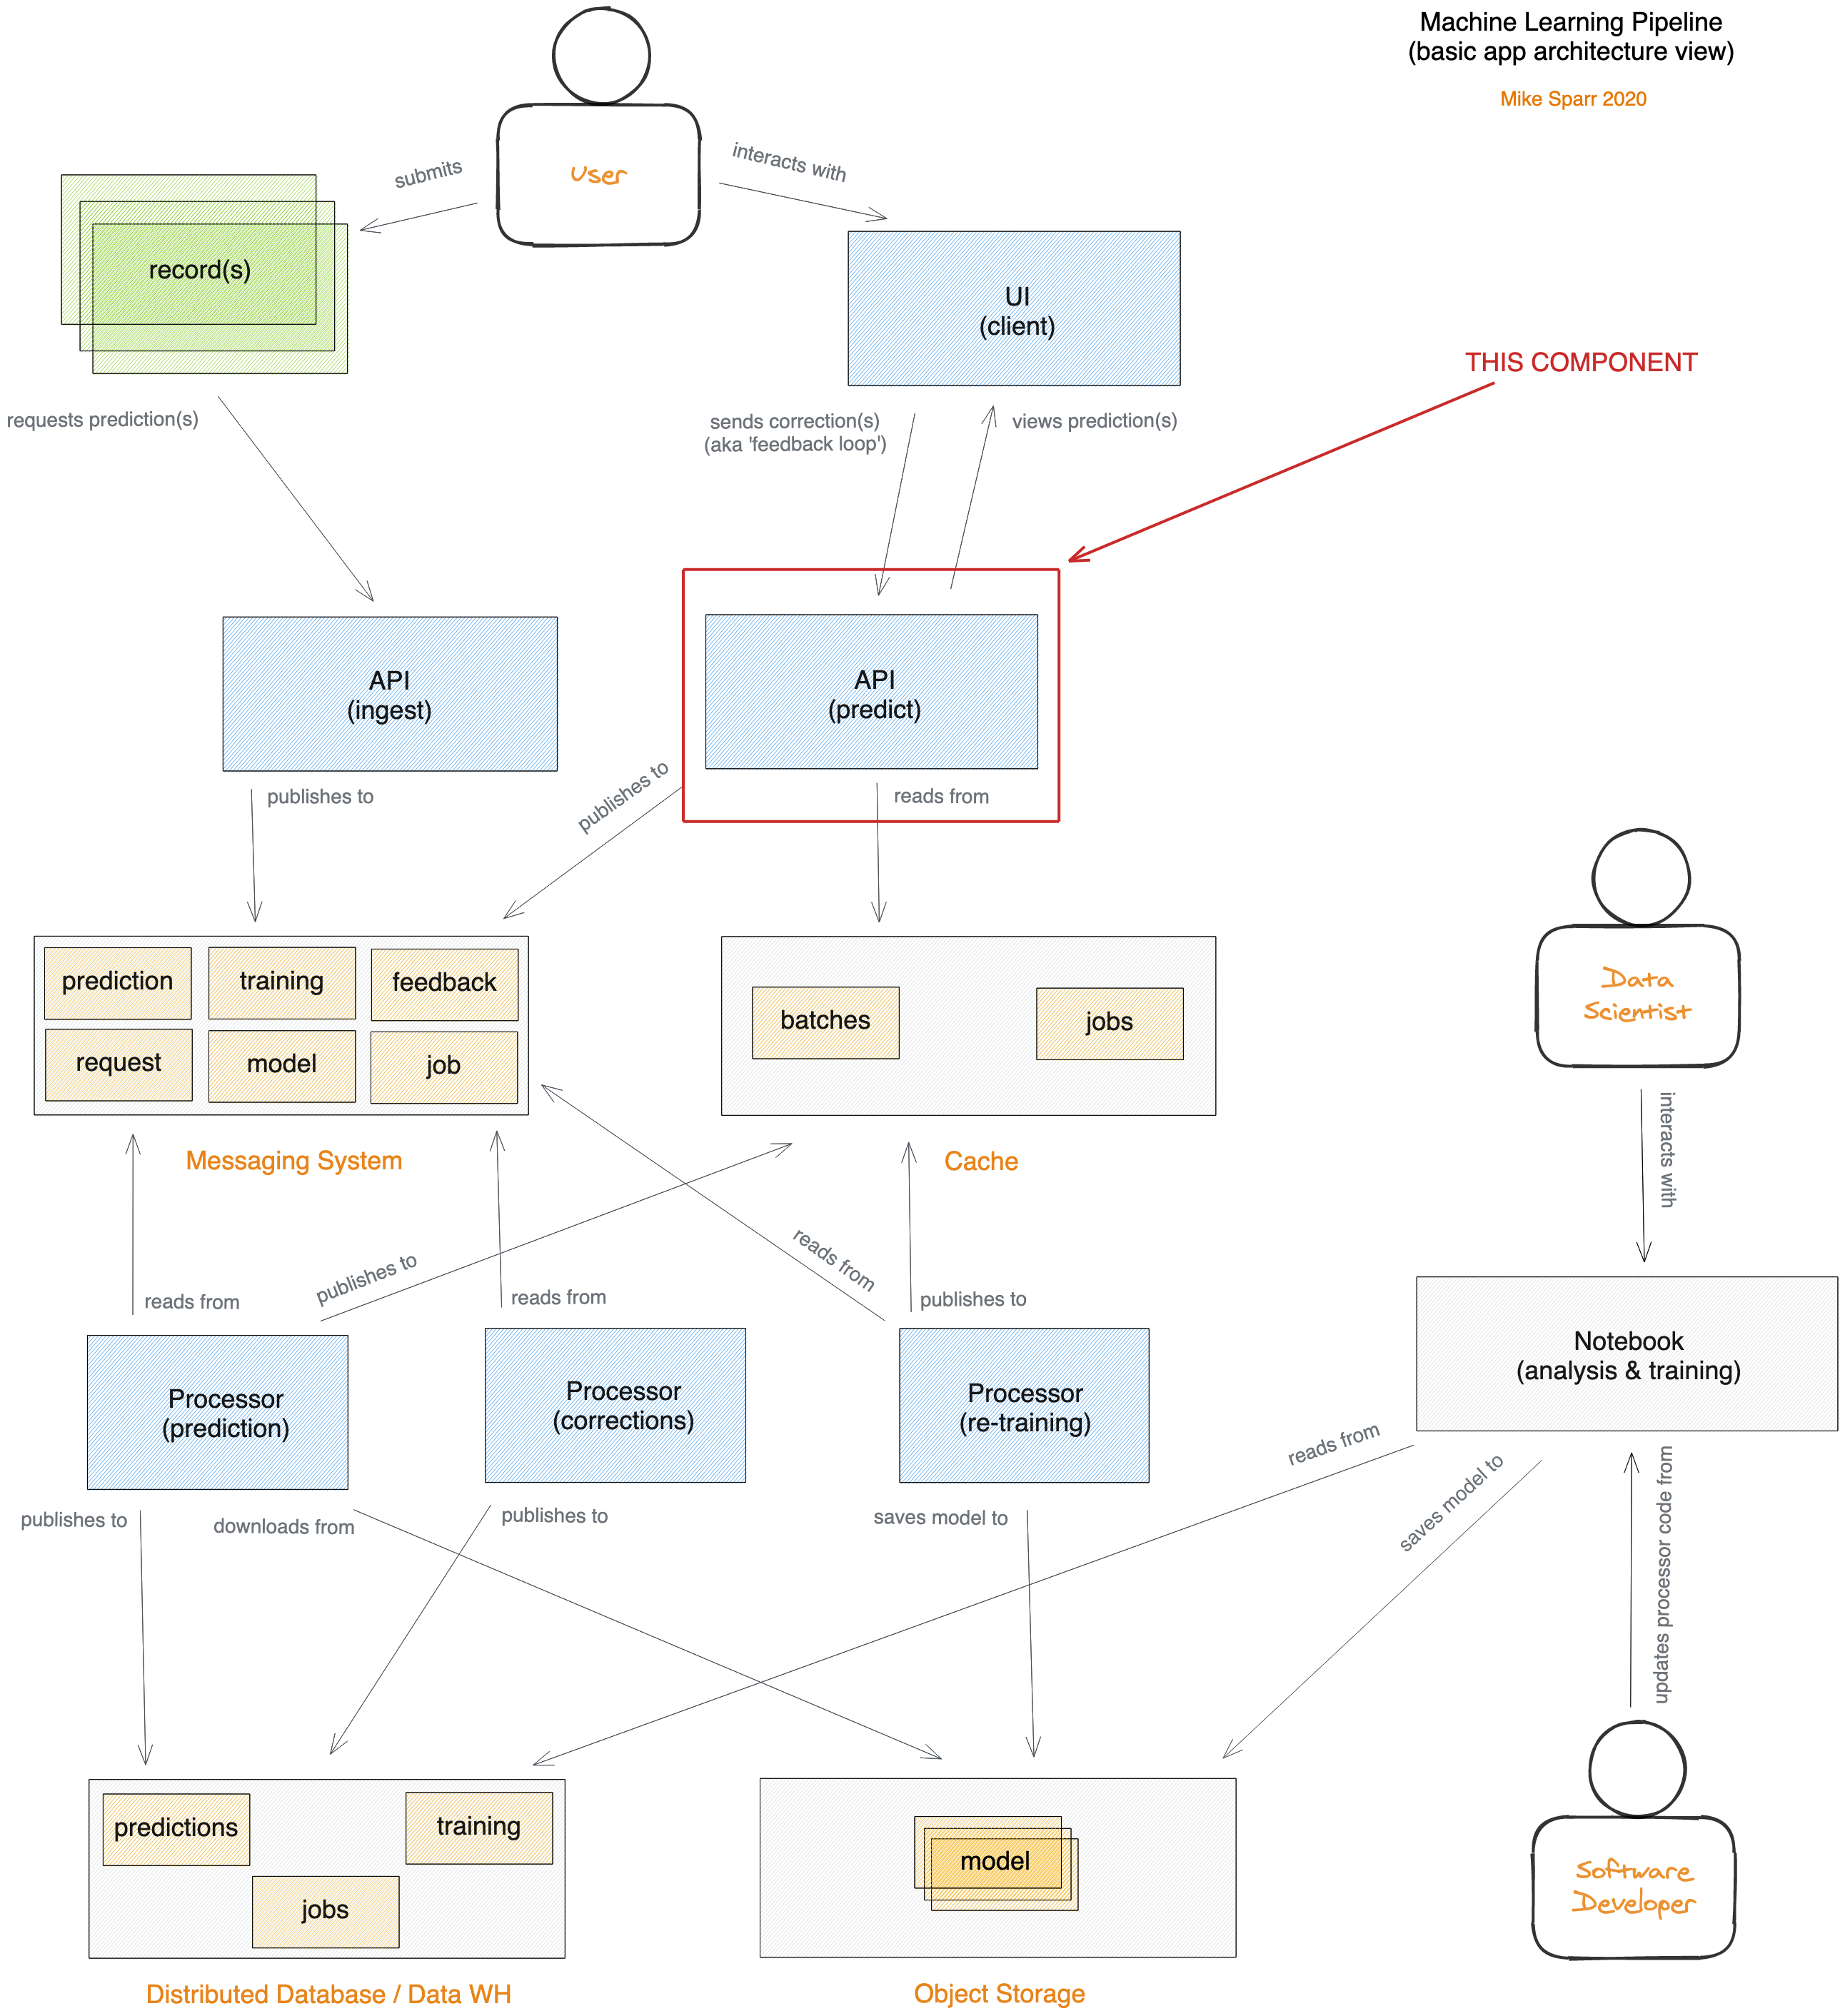 Machine Learning Pipeline
(basic app architecture view)
Mike Sparr 2020
User
submits
interacts with
record(s)
UI
(client)
THIS COMPONENT
requests prediction(s)
sends correction(s)
(aka 'feedback loop')
views prediction(s)
API
(ingest)
API
(predict)
publishes to
publishes to
reads from
prediction
training
feedback
request
model
job
Messaging System
batches
jobs
Cache
Data
Scientist
interacts with
reads from
publishes to
reads from
reads from
publishes to
Processor
(prediction)
Processor
(corrections)
Processor
(re-training)
Notebook
(analysis & training)
publishes to
downloads from
publishes to
saves model to
reads from
saves model to
updates processor code from
predictions
training
jobs
Distributed Database / Data WH
model
Object Storage
Software
Developer